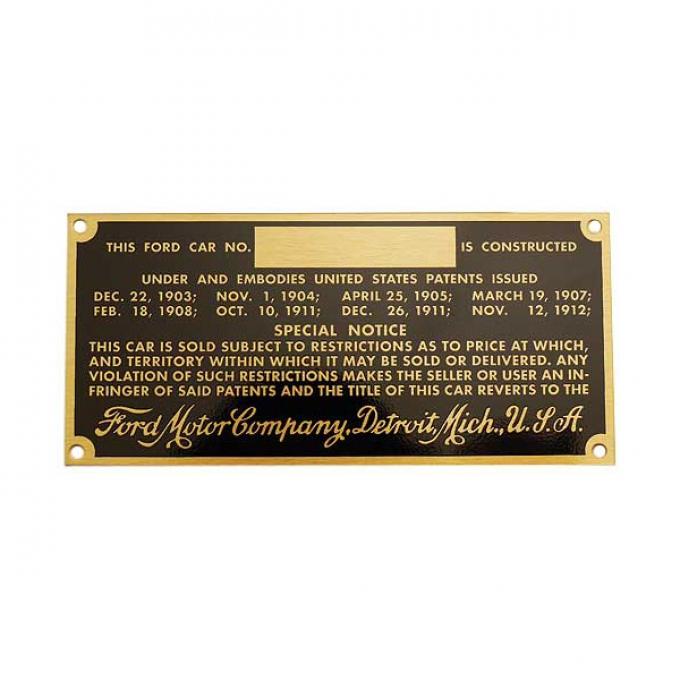 THIS FORD CAR NO. IS CONSTRUCTED
UNDER AND EMBODIES UNITED STATES PATENTS ISSUED
DEC. 22, 1903; NOV. 1, 1904; APRIL 25, 1905; MARCH 19, 1907;
FEB. 18, 1908; OCT. 10, 1911; DEC. 26, 1911; NOV. 12, 1912;
SPECIAL NOTICE
THIS CAR IS SOLD SUBJECT TO RESTRICTIONS AS TO PRICE AT WHICH,
AND TERRITORY WITHIN WHICH IT MAY BE SOLD OR DELIVERED. ANY
VIOLATION OF SUCH RESTRICTIONS MAKES THE SELLER OR USER AN IN-
FRINGER OF SAID PATENTS AND THE TITLE OF THIS CAR REVERTS TO THE
Ford Motor Company, Detroit, Mich., U.S.A.